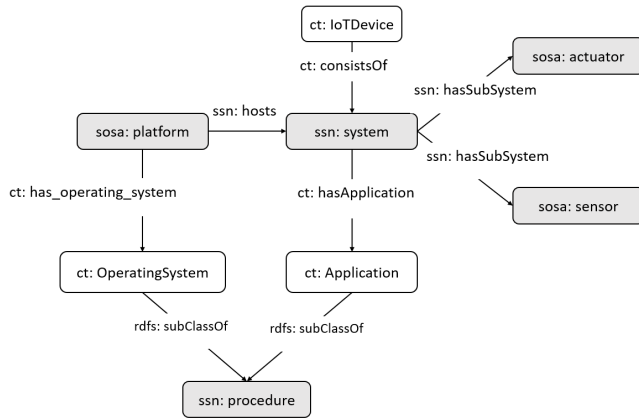 ct: IoTDevice
ct: consistsOf
sosa: actuator
ssn: hasSubSystem
ssn: hosts
sosa: platform
ssn: system
ssn: hasSubSystem
ct: has_operating_system
ct: hasApplication
sosa: sensor
ct: OperatingSystem
ct: Application
rdfs: subClassOf
rdfs: subClassOf
ssn: procedure